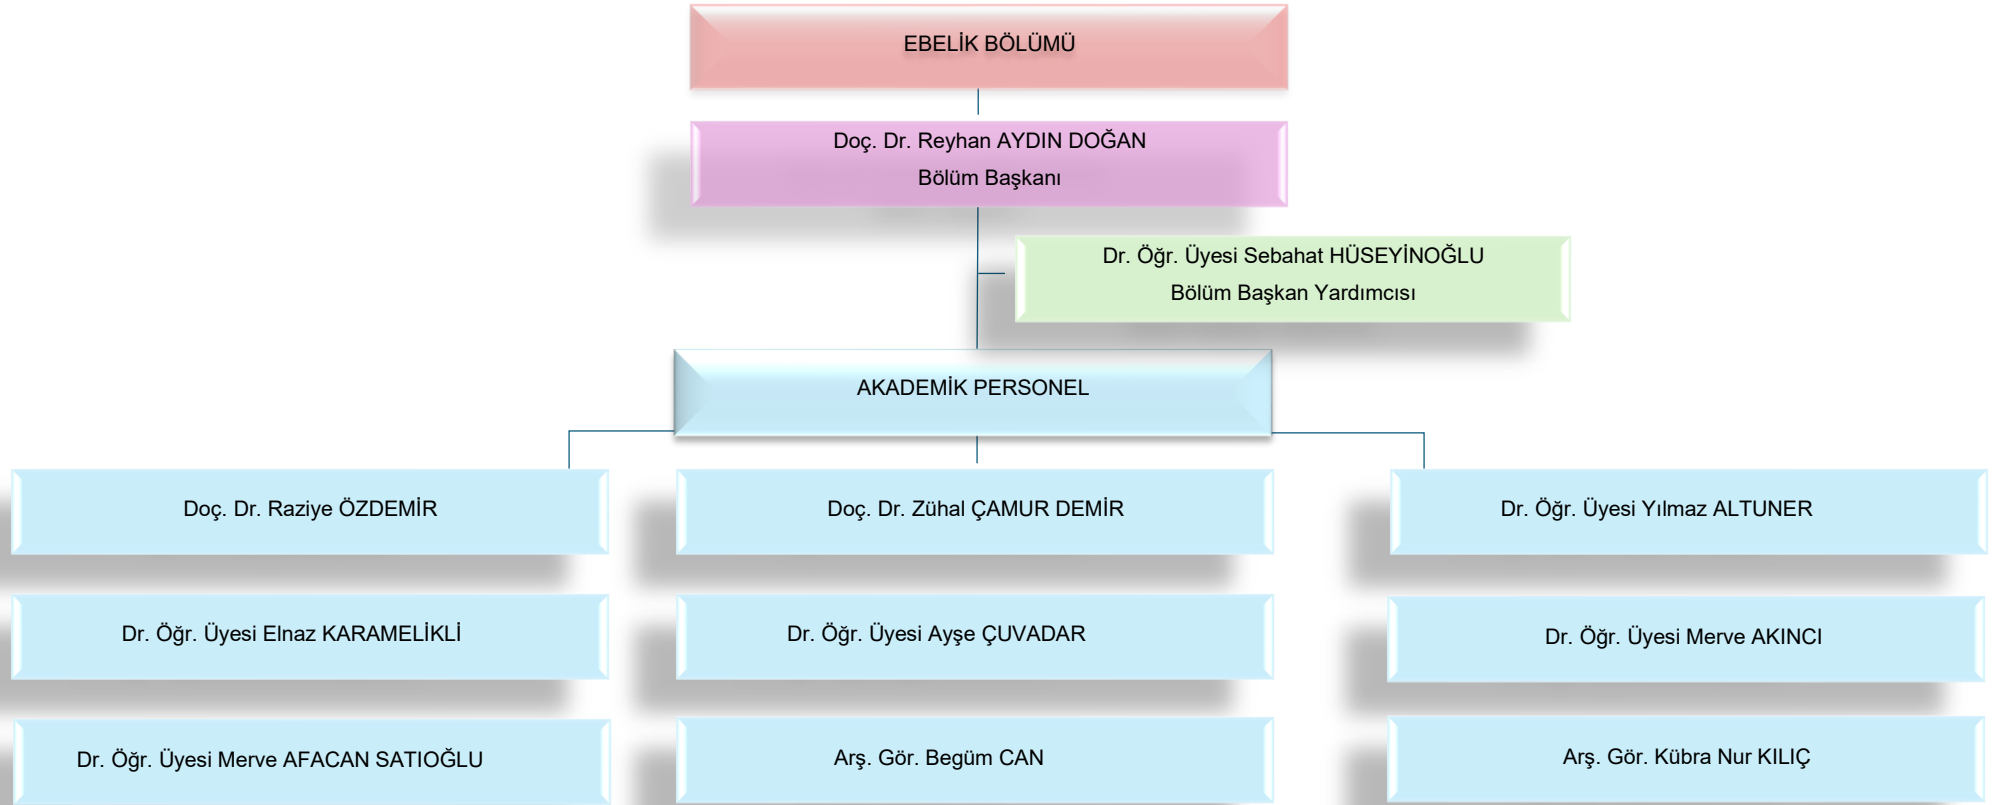 EBELİK BÖLÜMÜ
Doç. Dr. Reyhan AYDIN DOĞAN
Bölüm Başkanı
Dr. Öğr. Üyesi Sebahat HÜSEYİNOĞLU
Bölüm Başkan Yardımcısı
AKADEMİK PERSONEL
Doç. Dr. Raziye ÖZDEMİR
Doç. Dr. Zühal ÇAMUR DEMİR
Dr. Öğr. Üyesi Yılmaz ALTUNER
Dr. Öğr. Üyesi Elnaz KARAMELİKLİ
Dr. Öğr. Üyesi Ayşe ÇUVADAR
Dr. Öğr. Üyesi Merve AKINCI
Dr. Öğr. Üyesi Merve AFACAN SATIOĞLU
Arş. Gör. Begüm CAN
Arş. Gör. Kübra Nur KILIÇ